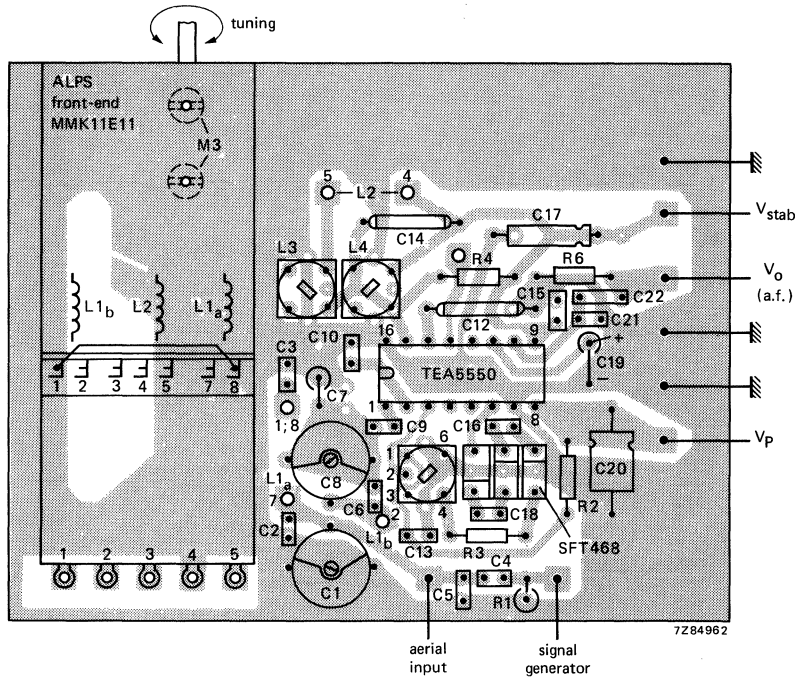 tuning
ALPS
front-end
MMK11E11
M3
5 L2 4
C14
C17
Vstab
L3 L4
R4 R6
Vo
(a.f.)
L1b L2 L1a
C15 C22
C12
C21
16 9
C10
+
C19
−
TEA5550
C3
1 2 3 4 5 7 8
C7
1 8
1;8
C9 C16
VP
6
1
2
3
4
C8
C20
L1a
7
C6
2
L1b
C18
R2
SFT468
C2
C13 R3
1 2 3 4 5
C1
C5 C4
R1
7Z84962
aerial
input
signal
generator